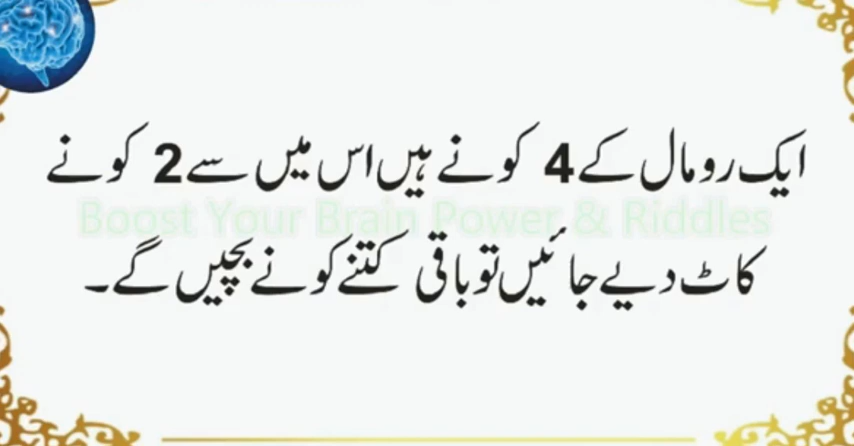 ایک رومال کے 4 کونے ہیں اس میں سے 2 کونے
Boost Your Brain Power & Riddles
کاٹ دیے جائیں تو باقی کتنے کونے بچیں گے۔